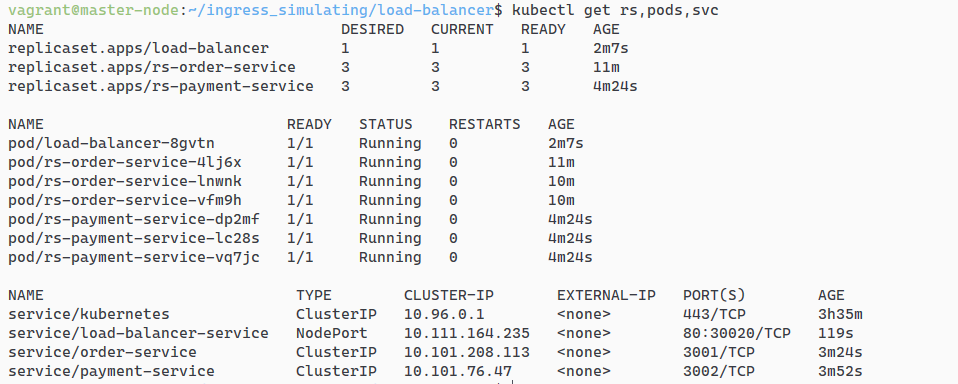 vagrant@master-node:~/ingress_simulating/load-balancer$ kubectl get rs,pods,svc
NAME DESIRED CURRENT READY AGE
replicaset.apps/load-balancer 1 1 1 2m7s
replicaset.apps/rs-order-service 3 3 3 11m
replicaset.apps/rs-payment-service 3 3 3 4m24s
NAME READY STATUS RESTARTS AGE
pod/load-balancer-8gvtn 1/1 Running 0 2m7s
pod/rs-order-service-4lj6x 1/1 Running 0 11m
pod/rs-order-service-lnwnk 1/1 Running 0 10m
pod/rs-order-service-vfm9h 1/1 Running 0 10m
pod/rs-payment-service-dp2mf 1/1 Running 0 4m24s
pod/rs-payment-service-lc28s 1/1 Running 0 4m24s
pod/rs-payment-service-vq7jc 1/1 Running 0 4m24s
NAME TYPE CLUSTER-IP EXTERNAL-IP PORT(S) AGE
service/kubernetes ClusterIP 10.96.0.1 <none> 443/TCP 3h35m
service/load-balancer-service NodePort 10.111.164.235 <none> 80:30020/TCP 119s
service/order-service ClusterIP 10.101.208.113 <none> 3001/TCP 3m24s
service/payment-service ClusterIP 10.101.76.47 <none> 3002/TCP 3m52s